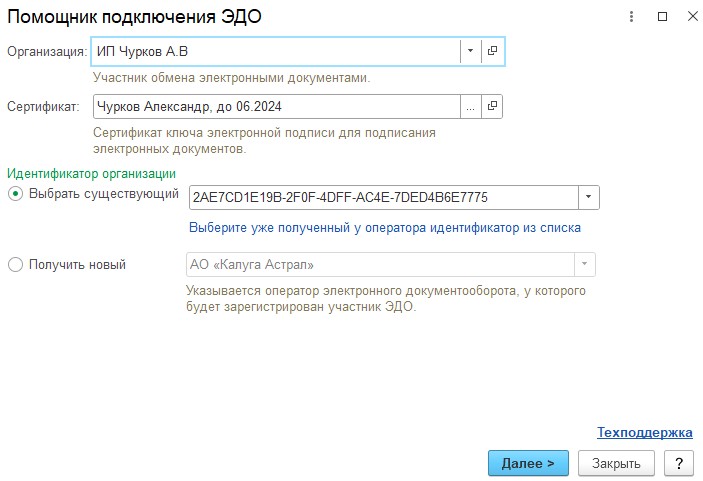 Помощник подключения ЭДО
Организация: ИП Чурков А.В
Участник обмена электронными документами.
Сертификат: Чурков Александр, до 06.2024 ...
Сертификат ключа электронной подписи для подписания
электронных документов.
Идентификатор организации
Выбрать существующий 2AE7CD1E19B-2F0F-4DFF-AC4E-7DED4B6E7775
Выберите уже полученный у оператора идентификатор из списка
Получить новый АО «Калуга Астрал»
Указывается оператор электронного документооборота, у которого
будет зарегистрирован участник ЭДО.
Техподдержка
Далее > Закрыть ?